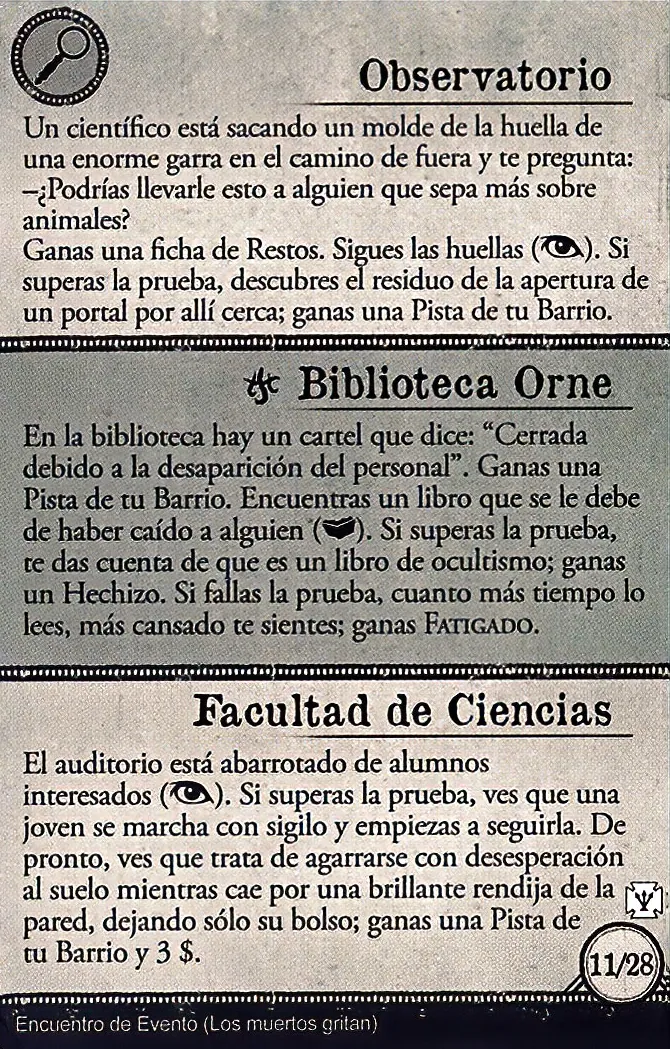 Observatorio
Un científico está sacando un molde de la huella de
una enorme garra en el camino de fuera y te pregunta:
–¿Podrías llevarle esto a alguien que sepa más sobre
animales?
Ganas una ficha de Restos. Sigues las huellas (). Si
superas la prueba, descubres el residuo de la apertura de
un portal por allí cerca; ganas una Pista de tu Barrio.
Biblioteca Orne
En la biblioteca hay un cartel que dice: “Cerrada
debido a la desaparición del personal”. Ganas una
Pista de tu Barrio. Encuentras un libro que se le debe
de haber caído a alguien (). Si superas la prueba,
te das cuenta de que es un libro de ocultismo; ganas
un Hechizo. Si fallas la prueba, cuanto más tiempo lo
lees, más cansado te sientes; ganas FATIGADO.
Facultad de Ciencias
El auditorio está abarrotado de alumnos
interesados (). Si superas la prueba, ves que una
joven se marcha con sigilo y empiezas a seguirla. De
pronto, ves que trata de agarrarse con desesperación
al suelo mientras cae por una brillante rendija de la
pared, dejando sólo su bolso; ganas una Pista de
tu Barrio y 3 $.
11/28
Encuentro de Evento (Los muertos gritan)